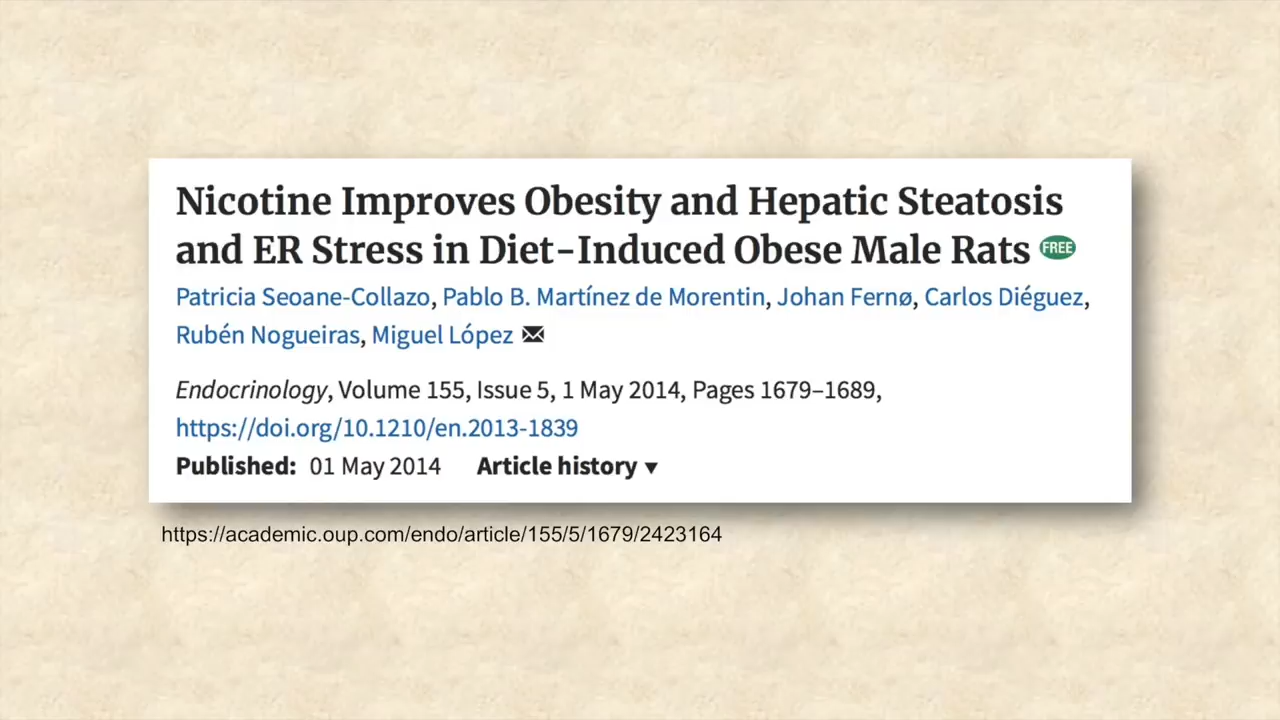 Nicotine Improves Obesity and Hepatic Steatosis
and ER Stress in Diet-Induced Obese Male Rats FREE
Patricia Seoane-Collazo, Pablo B. Martínez de Morentin, Johan Fernø, Carlos Diéguez,
Rubén Nogueiras, Miguel López
Endocrinology, Volume 155, Issue 5, 1 May 2014, Pages 1679–1689,
https://doi.org/10.1210/en.2013-1839
Published: 01 May 2014 Article history ▼
https://academic.oup.com/endo/article/155/5/1679/2423164